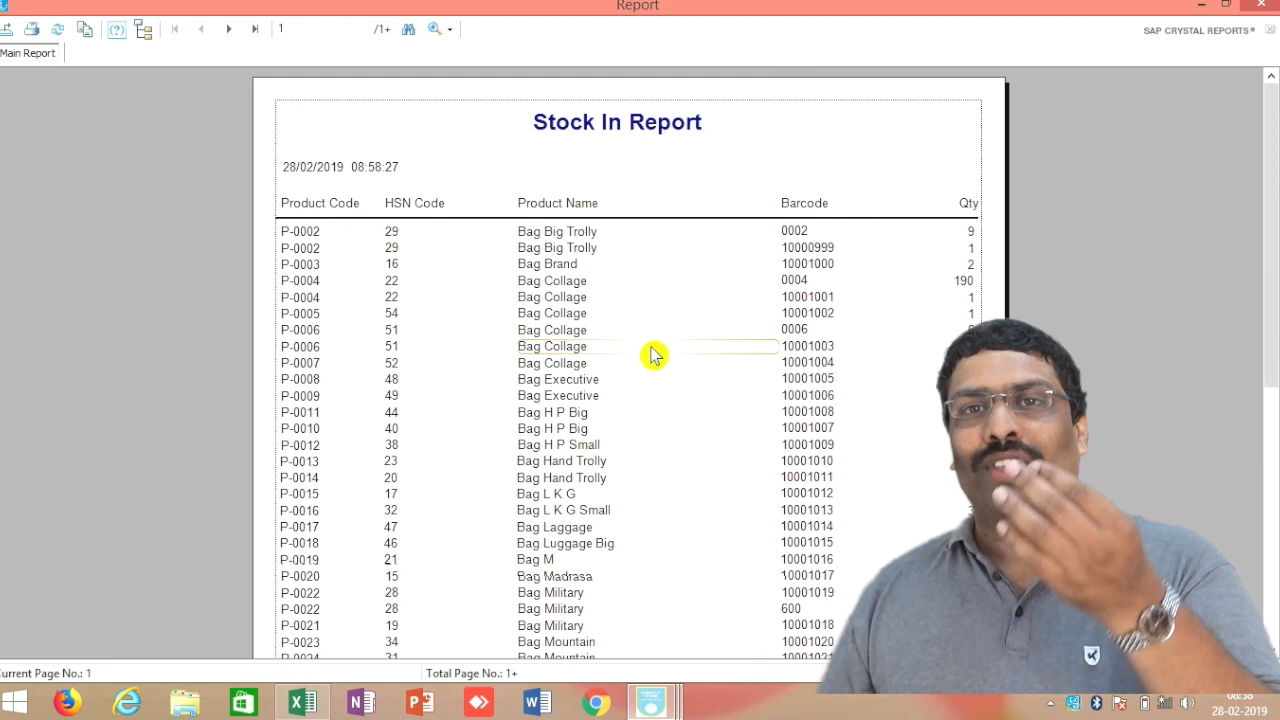 Report
1 /1+
SAP CRYSTAL REPORTS®
Main Report
Stock In Report
28/02/2019 08:58:27
Product Code HSN Code Product Name Barcode Qty
P-0002 29 Bag Big Trolly 0002 9
P-0002 29 Bag Big Trolly 10000999 1
P-0003 16 Bag Brand 10001000 2
P-0004 22 Bag Collage 0004 190
P-0004 22 Bag Collage 10001001 1
P-0005 54 Bag Collage 10001002 1
P-0006 51 Bag Collage 0006
P-0006 51 Bag Collage 10001003
P-0007 52 Bag Collage 10001004
P-0008 48 Bag Executive 10001005
P-0009 49 Bag Executive 10001006
P-0011 44 Bag H P Big 10001008
P-0010 40 Bag H P Big 10001007
P-0012 38 Bag H P Small 10001009
P-0013 23 Bag Hand Trolly 10001010
P-0014 20 Bag Hand Trolly 10001011
P-0015 17 Bag L K G 10001012
P-0016 32 Bag L K G Small 10001013
P-0017 47 Bag Laggage 10001014
P-0018 46 Bag Luggage Big 10001015
P-0019 21 Bag M 10001016
P-0020 15 Bag Madrasa 10001017
P-0022 28 Bag Military 10001019
P-0022 28 Bag Military 600
P-0021 19 Bag Military 10001018
P-0023 34 Bag Mountain 10001020
P-0024 31 Bag Mountain 10001021
Current Page No.: 1 Total Page No.: 1+
08:58
28-02-2019